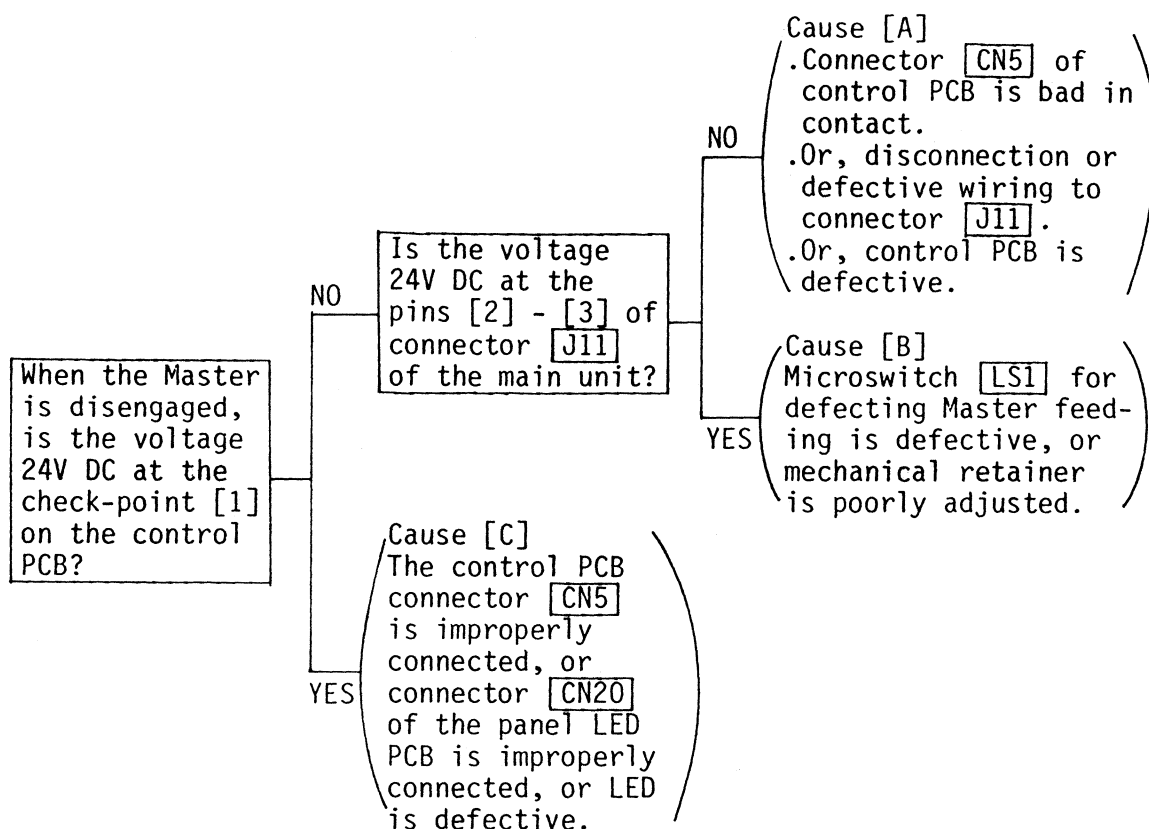 When the Master
is disengaged,
is the voltage
24V DC at the
check-point [1]
on the control
PCB?
NO
Is the voltage
24V DC at the
pins [2] - [3] of
connector J11
of the main unit?
NO
Cause [A]
.Connector CN5 of
control PCB is bad in
contact.
.Or, disconnection or
defective wiring to
connector J11 .
.Or, control PCB is
defective.
YES
Cause [B]
Microswitch LS1 for
defecting Master feed-
ing is defective, or
mechanical retainer
is poorly adjusted.
YES
Cause [C]
The control PCB
connector CN5
is improperly
connected, or
connector CN20
of the panel LED
PCB is improperly
connected, or LED
is defective.